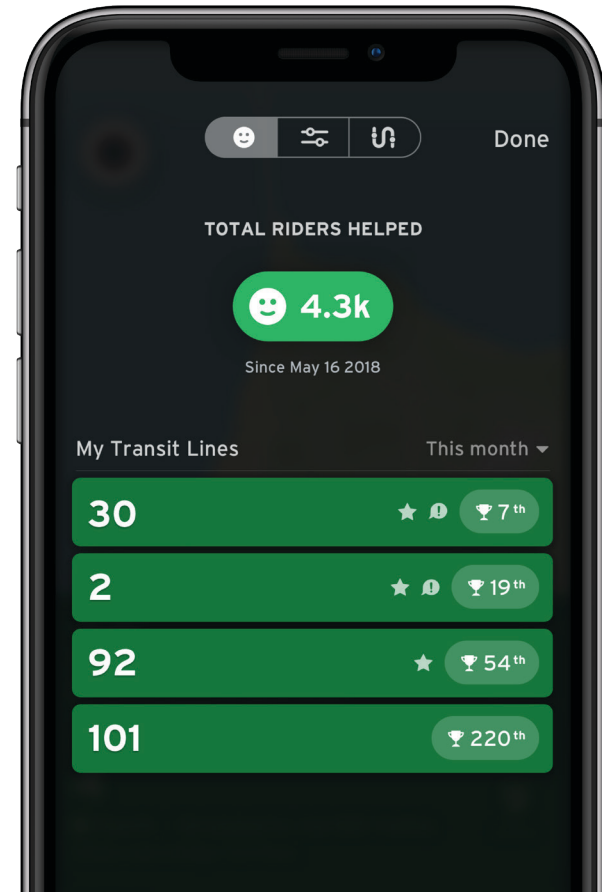 Done
TOTAL RIDERS HELPED
4.3k
Since May 16 2018
My Transit Lines This month
30 7th
2 19th
92 54th
101 220th